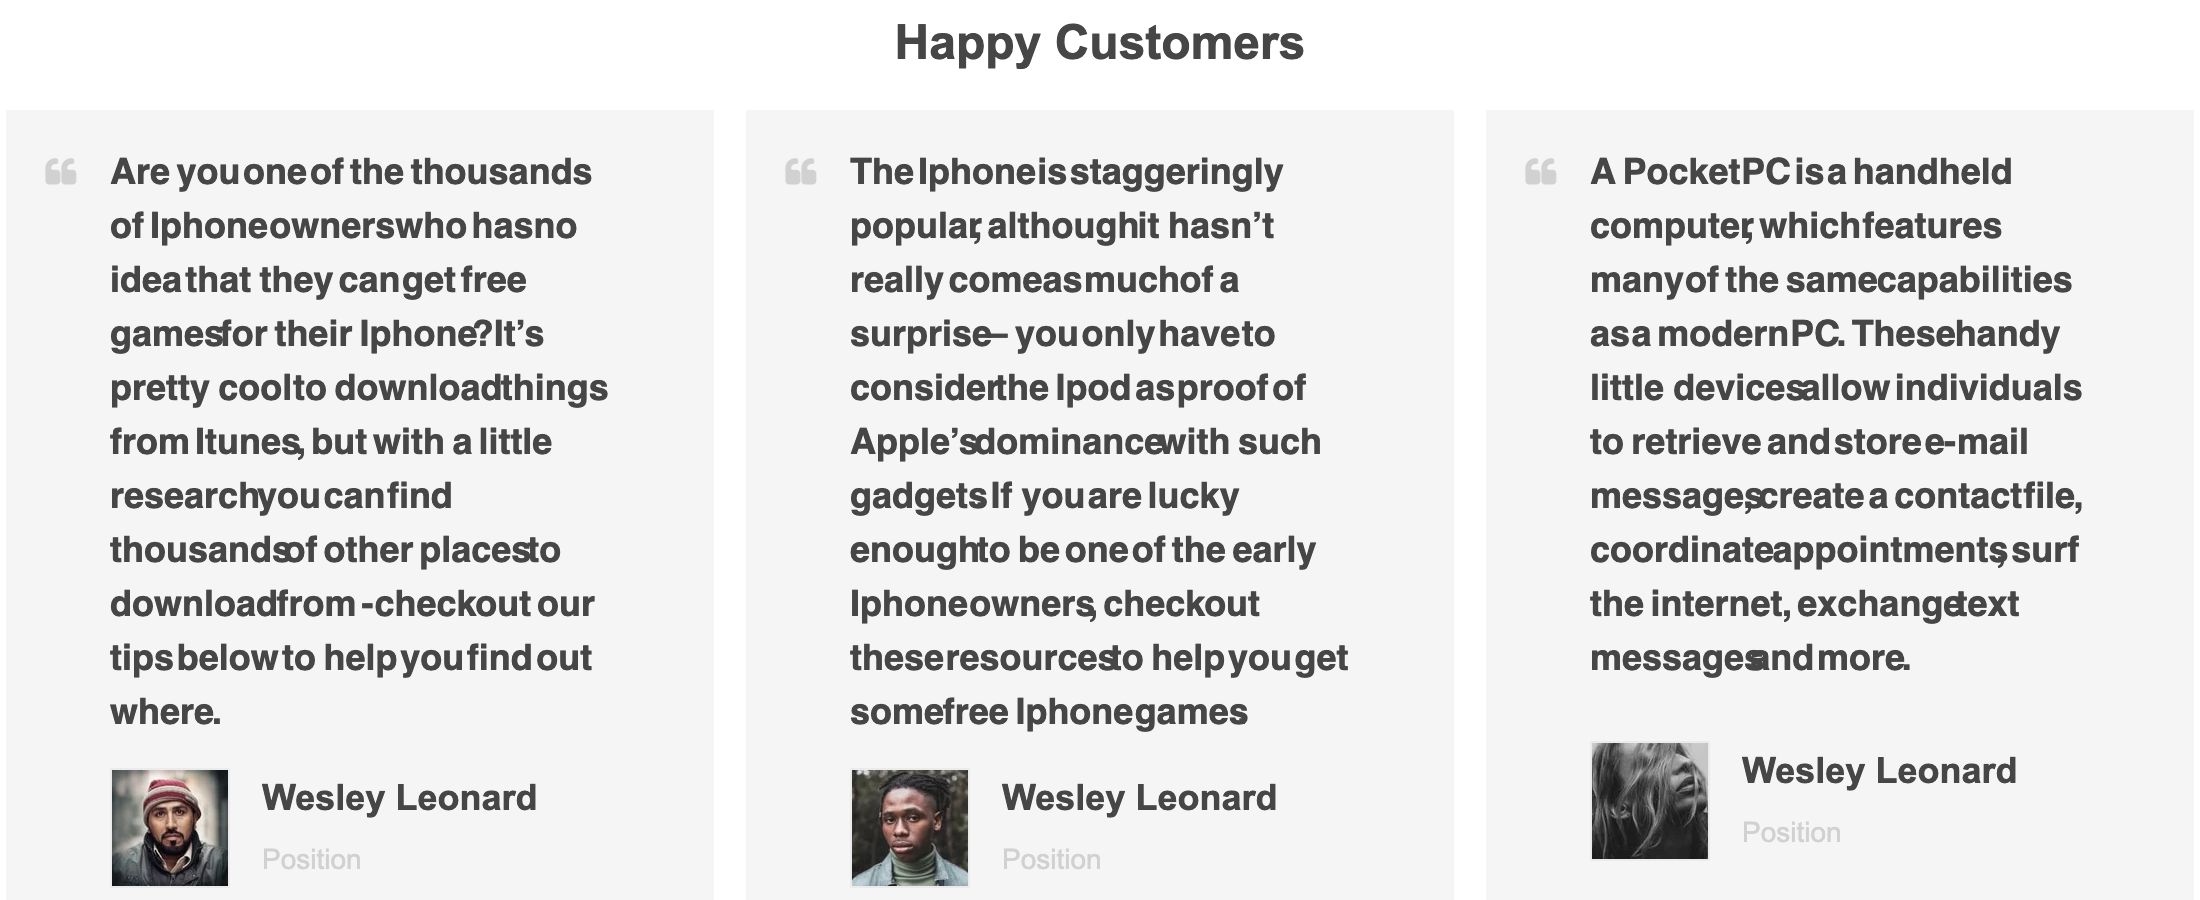 Happy Customers
Are you one of the thousands
of Iphone owners who has no
idea that they can get free
games for their Iphone? It’s
pretty cool to download things
from Itunes, but with a little
research you can find
thousands of other places to
download from - check out our
tips below to help you find out
where.
Wesley Leonard
Position
The Iphone is staggeringly
popular, although it hasn’t
really come as much of a
surprise – you only have to
consider the Ipod as proof of
Apple’s dominance with such
gadgets If you are lucky
enough to be one of the early
Iphone owners, check out
these resources to help you get
some free Iphone games
Wesley Leonard
Position
A Pocket PC is a handheld
computer, which features
many of the same capabilities
as a modern PC. These handy
little devices allow individuals
to retrieve and store e-mail
messages, create a contact file,
coordinate appointments, surf
the internet, exchange text
messages and more.
Wesley Leonard
Position